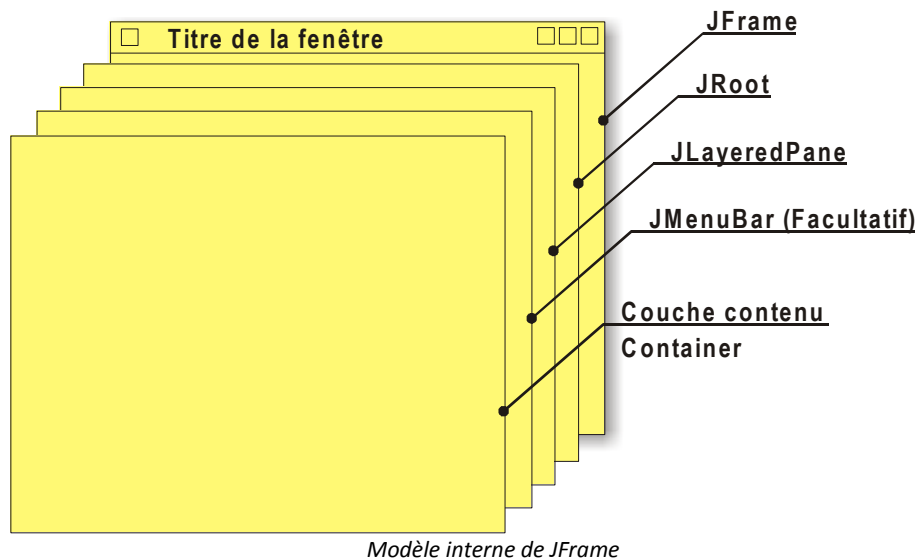 Titre de la fenêtre
JFrame
JRoot
JLayeredPane
JMenuBar (Facultatif)
Couche contenu
Container
Modèle interne de JFrame